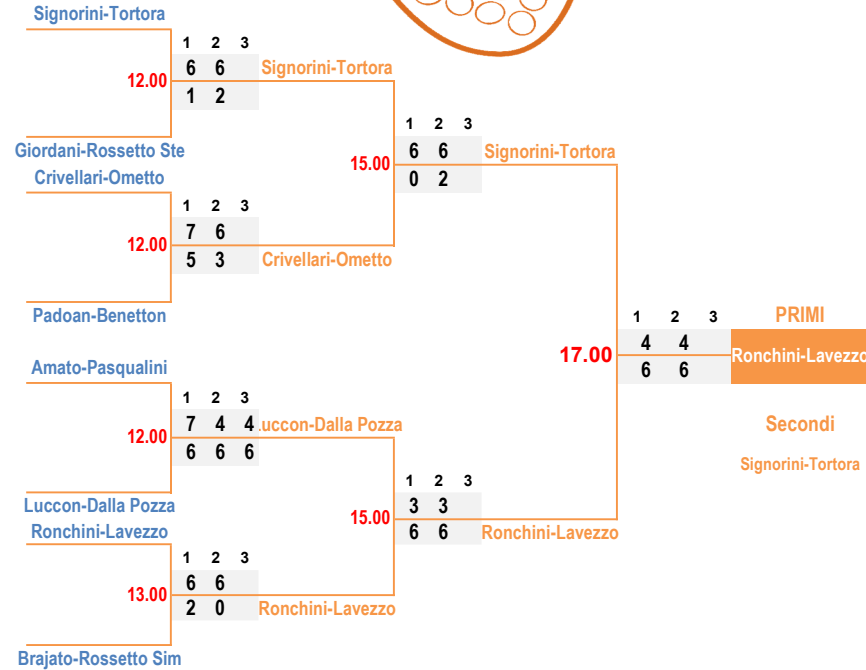 Signorini-Tortora
1 2 3
6 6
Signorini-Tortora
12.00
1 2
1 2 3
Giordani-Rossetto Ste
6 6
Signorini-Tortora
15.00
Crivellari-Ometto
0 2
1 2 3
7 6
12.00
5 3
Crivellari-Ometto
Padoan-Benetton
1 2 3
PRIMI
4 4
17.00
Ronchini-Lavezzo
6 6
Amato-Pasqualini
1 2 3
7 4 4
uccon-Dalla Pozza
12.00
6 6 6
Secondi
Signorini-Tortora
1 2 3
Luccon-Dalla Pozza
3 3
15.00
Ronchini-Lavezzo
6 6
Ronchini-Lavezzo
1 2 3
6 6
13.00
2 0
Ronchini-Lavezzo
Brajato-Rossetto Sim